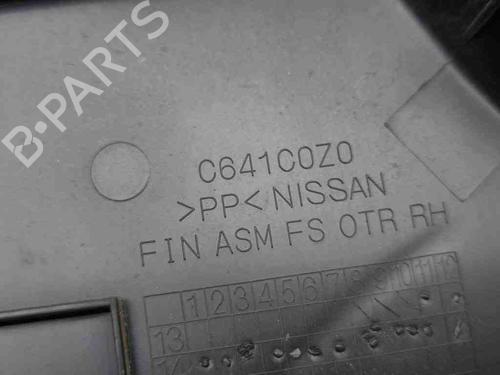 B-PARTS
C641C0Z0
>PP< NISSAN
FIN ASM FS OTR RH
1 2 3 4 5 6 7 8 9 10 11 12
13
14